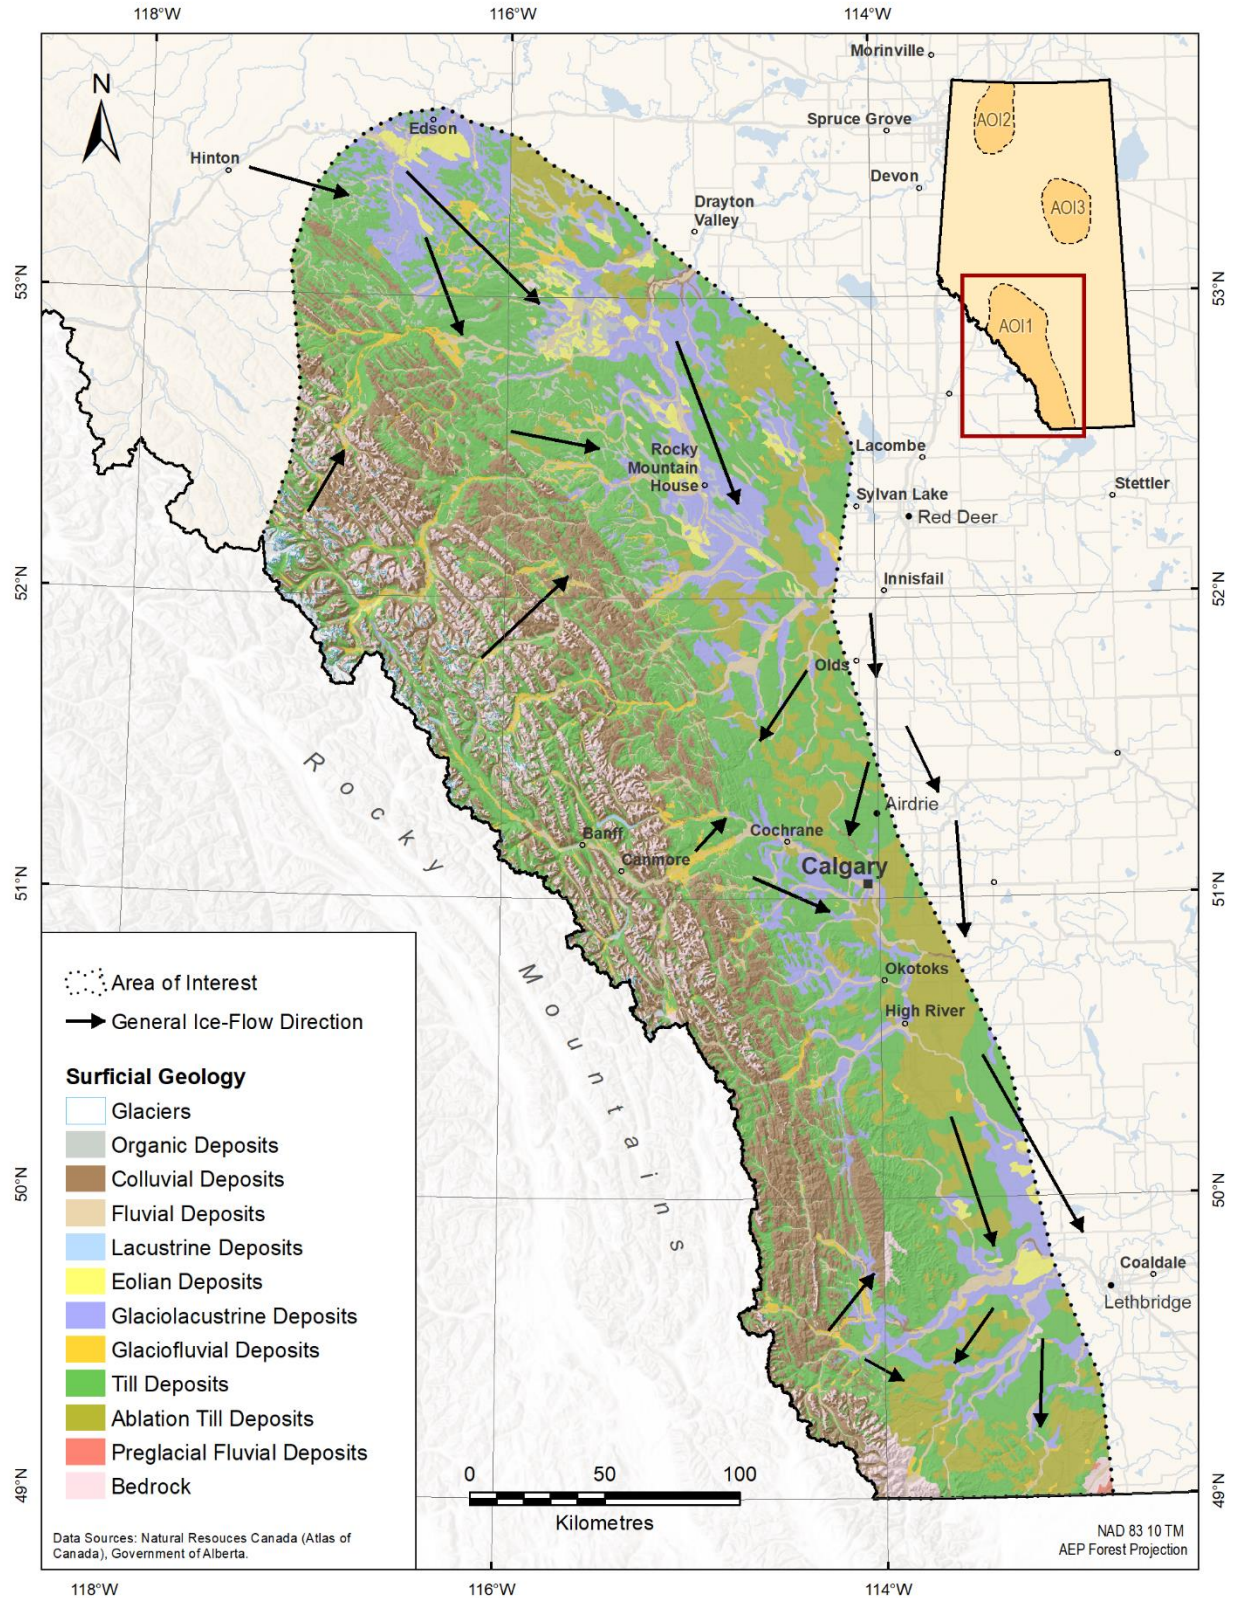 118°W
116°W
114°W
N
Morinville
Spruce Grove
Edson
Hinton
Devon
Drayton
Valley
AOI2
AOI3
AOI1
53°N
53°N
Lacombe
Rocky
Mountain
House
Stettler
Sylvan Lake
Red Deer
Innisfail
52°N
52°N
Olds
Airdrie
Rocky
Banff
Cochrane
Canmore
Calgary
51°N
51°N
Okotoks
High River
Mountains
50°N
50°N
Coaldale
Lethbridge
Area of Interest
General Ice-Flow Direction
Surficial Geology
Glaciers
Organic Deposits
Colluvial Deposits
Fluvial Deposits
Lacustrine Deposits
Eolian Deposits
Glaciolacustrine Deposits
Glaciofluvial Deposits
Till Deposits
Ablation Till Deposits
Preglacial Fluvial Deposits
Bedrock
49°N
49°N
0 50 100
Kilometres
Data Sources: Natural Resouces Canada (Atlas of
Canada), Government of Alberta.
NAD 83 10 TM
AEP Forest Projection
118°W
116°W
114°W